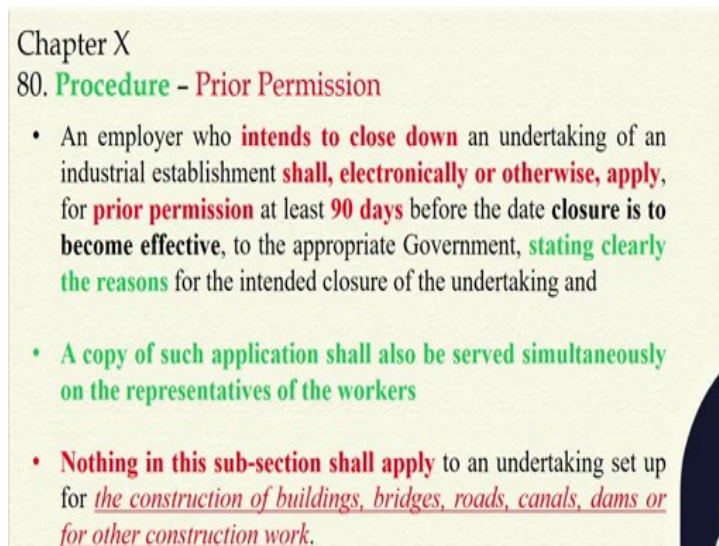 Chapter X
80. Procedure – Prior Permission
• An employer who intends to close down an undertaking of an
industrial establishment shall, electronically or otherwise, apply,
for prior permission at least 90 days before the date closure is to
become effective, to the appropriate Government, stating clearly
the reasons for the intended closure of the undertaking and
• A copy of such application shall also be served simultaneously
on the representatives of the workers
• Nothing in this sub-section shall apply to an undertaking set up
for the construction of buildings, bridges, roads, canals, dams or
for other construction work.